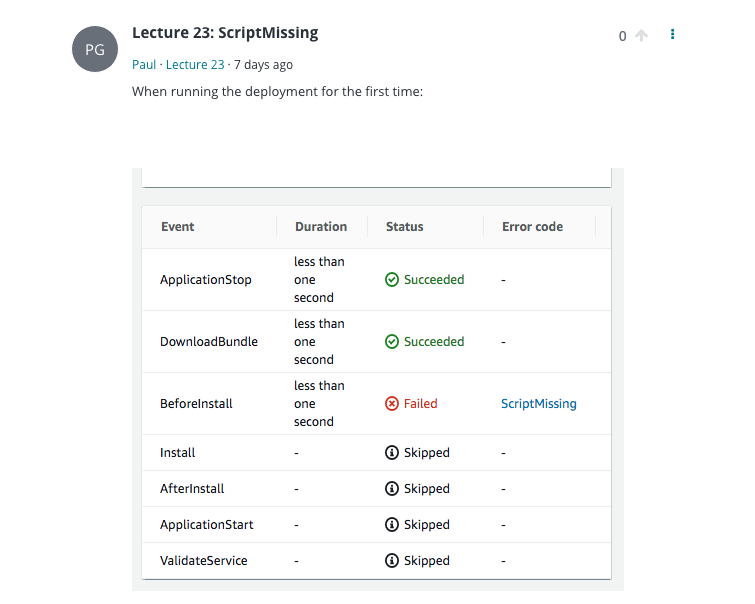 PG
Lecture 23: ScriptMissing
0
Paul · Lecture 23 · 7 days ago
When running the deployment for the first time:
Event Duration Status Error code
ApplicationStop less than one second Succeeded -
DownloadBundle less than one second Succeeded -
BeforeInstall less than one second Failed ScriptMissing
Install - Skipped -
AfterInstall - Skipped -
ApplicationStart - Skipped -
ValidateService - Skipped -